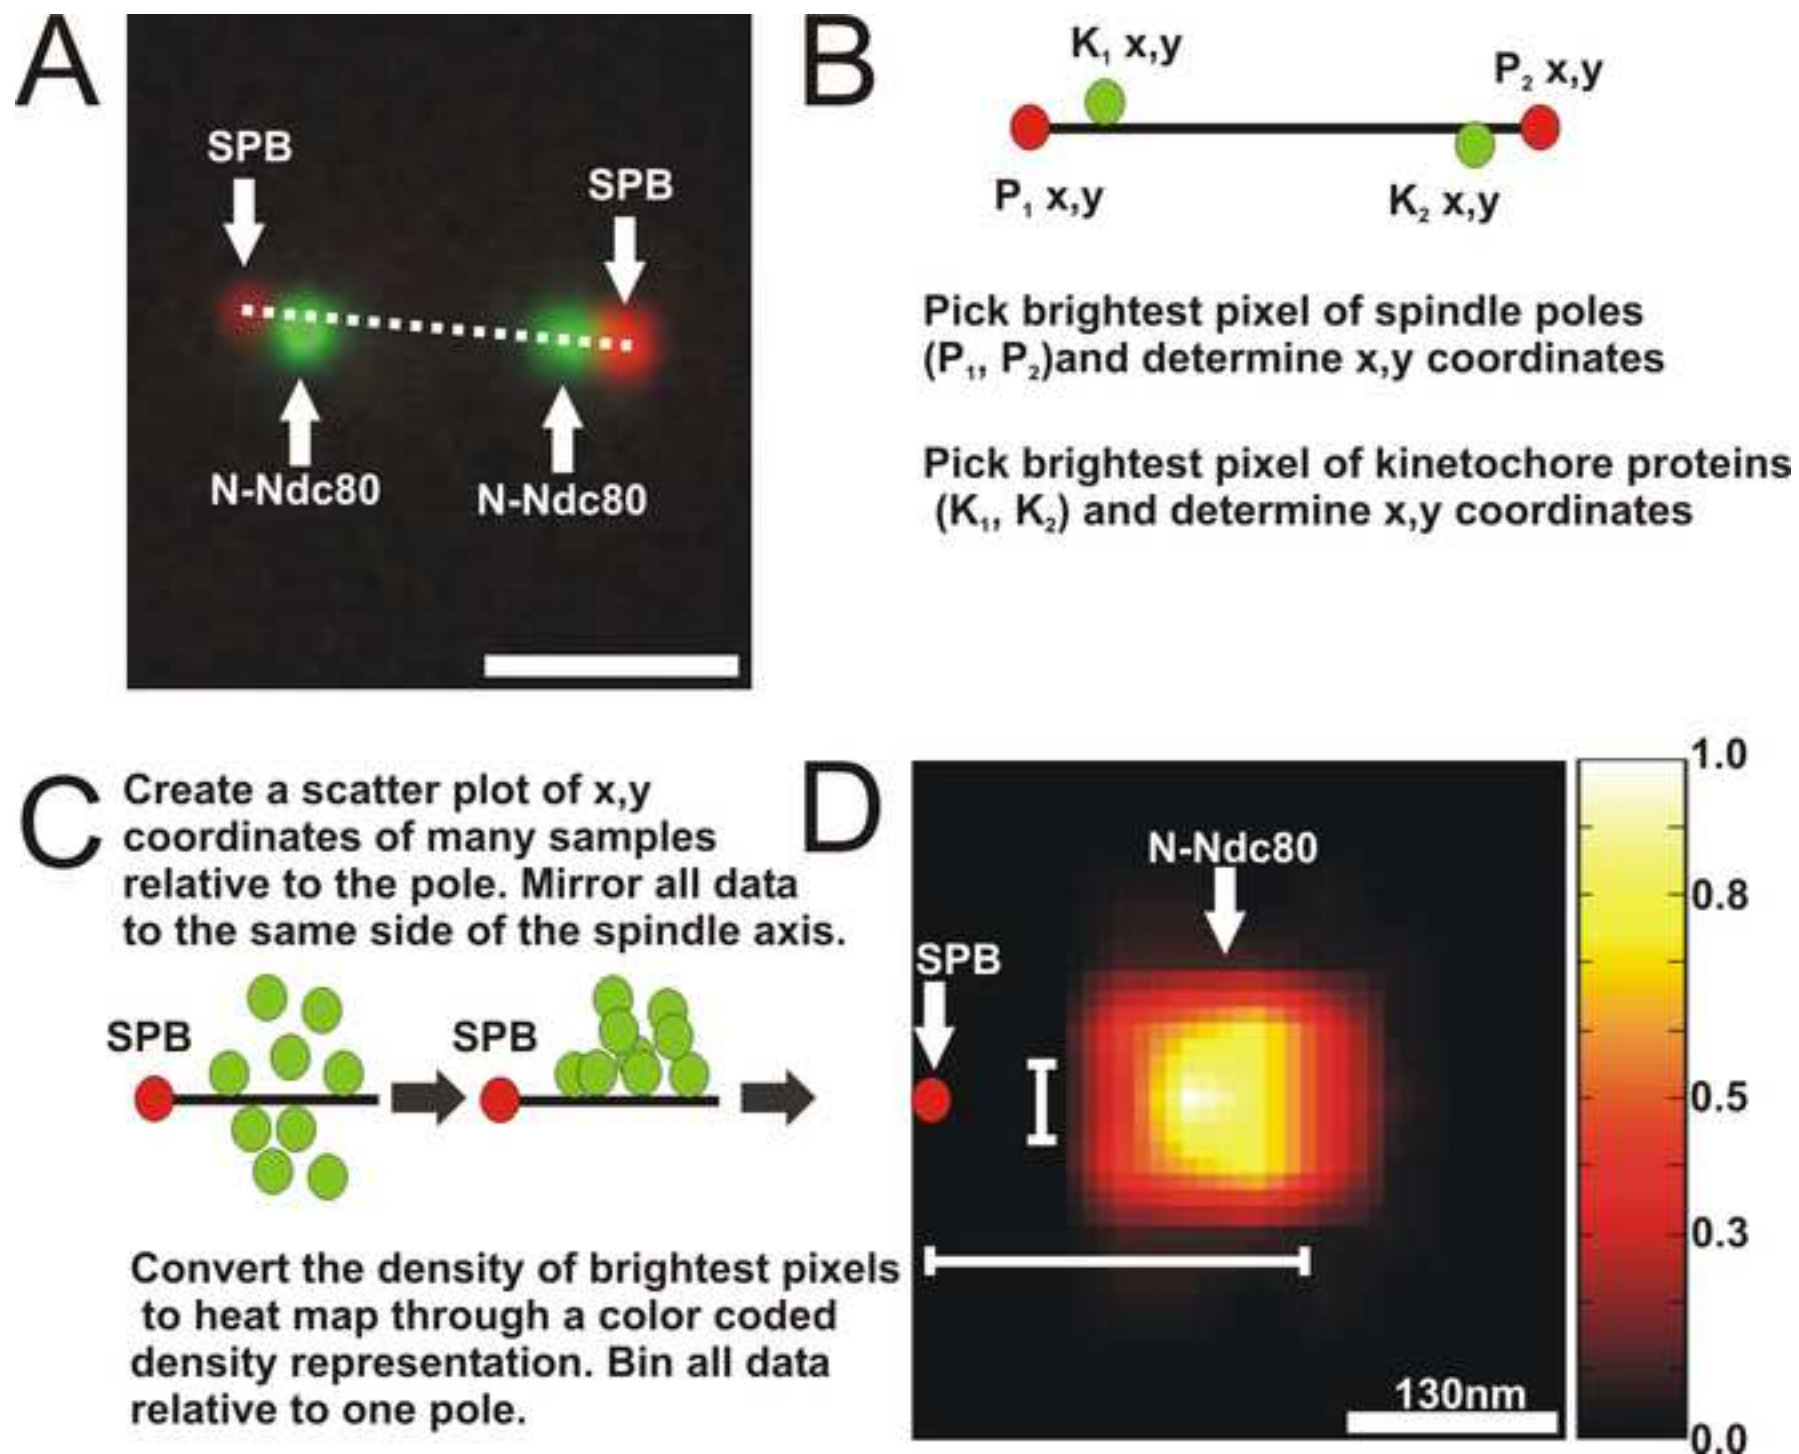 A
SPB
SPB
N-Ndc80
N-Ndc80
B
K₁ x,y
P₂ x,y
P₁ x,y
K₂ x,y
Pick brightest pixel of spindle poles
(P₁, P₂)and determine x,y coordinates
Pick brightest pixel of kinetochore proteins
(K₁, K₂) and determine x,y coordinates
C
Create a scatter plot of x,y
coordinates of many samples
relative to the pole. Mirror all data
to the same side of the spindle axis.
SPB
SPB
Convert the density of brightest pixels
to heat map through a color coded
density representation. Bin all data
relative to one pole.
D
N-Ndc80
SPB
130nm
1.0
0.8
0.5
0.3
0.0